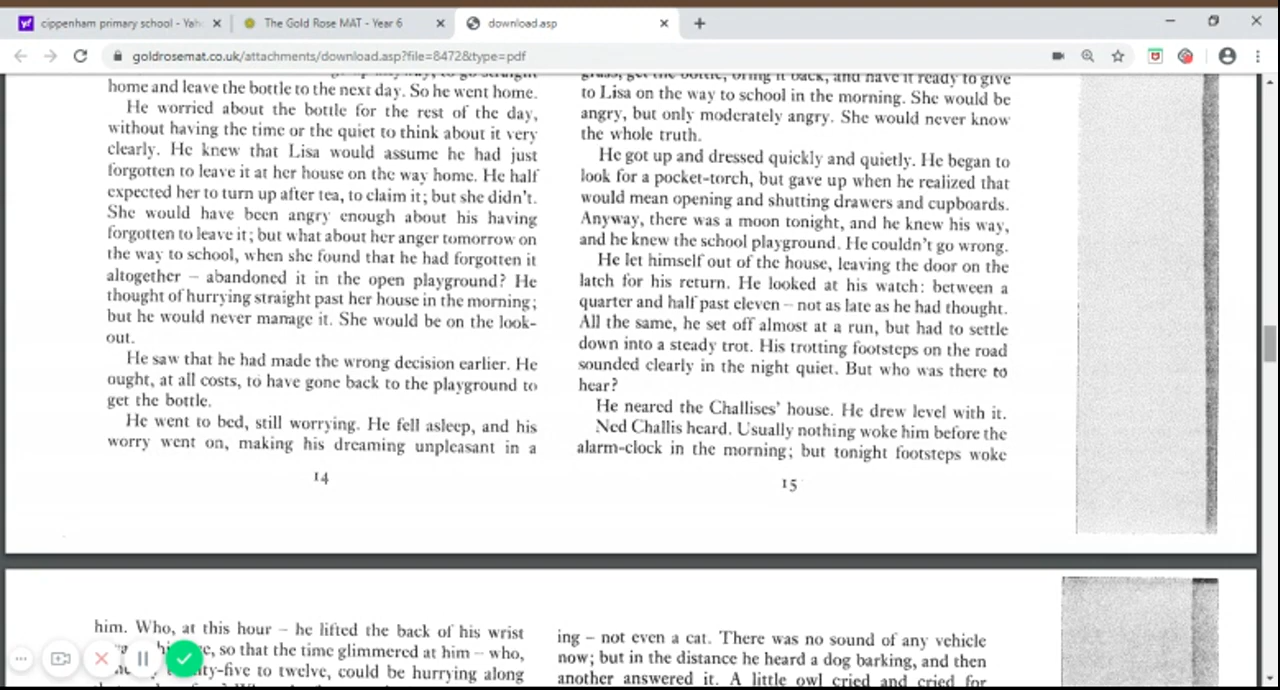 cippenham primary school - Yah
The Gold Rose MAT - Year 6
download.asp
goldrosemat.co.uk/attachments/download.asp?file=8472&type=pdf
home and leave the bottle to the next day. So he went home.
He worried about the bottle for the rest of the day,
without having the time or the quiet to think about it very
clearly. He knew that Lisa would assume he had just
forgotten to leave it at her house on the way home. He half
expected her to turn up after tea, to claim it; but she didn't.
She would have been angry enough about his having
forgotten to leave it; but what about her anger tomorrow on
the way to school, when she found that he had forgotten it
altogether – abandoned it in the open playground? He
thought of hurrying straight past her house in the morning;
but he would never manage it. She would be on the look-
out.
He saw that he had made the wrong decision earlier. He
ought, at all costs, to have gone back to the playground to
get the bottle.
He went to bed, still worrying. He fell asleep, and his
worry went on, making his dreaming unpleasant in a
14
grass, get the bottle, bring it back, and have it ready to give
to Lisa on the way to school in the morning. She would be
angry, but only moderately angry. She would never know
the whole truth.
He got up and dressed quickly and quietly. He began to
look for a pocket-torch, but gave up when he realized that
would mean opening and shutting drawers and cupboards.
Anyway, there was a moon tonight, and he knew his way,
and he knew the school playground. He couldn't go wrong.
He let himself out of the house, leaving the door on the
latch for his return. He looked at his watch: between a
quarter and half past eleven – not as late as he had thought.
All the same, he set off almost at a run, but had to settle
down into a steady trot. His trotting footsteps on the road
sounded clearly in the night quiet. But who was there to
hear?
He neared the Challises' house. He drew level with it.
Ned Challis heard. Usually nothing woke him before the
alarm-clock in the morning; but tonight footsteps woke
15
him. Who, at this hour – he lifted the back of his wrist
so that the time glimmered at him – who,
ty-five to twelve, could be hurrying along
ing – not even a cat. There was no sound of any vehicle
now; but in the distance he heard a dog barking, and then
another answered it. A little owl cried and cried for